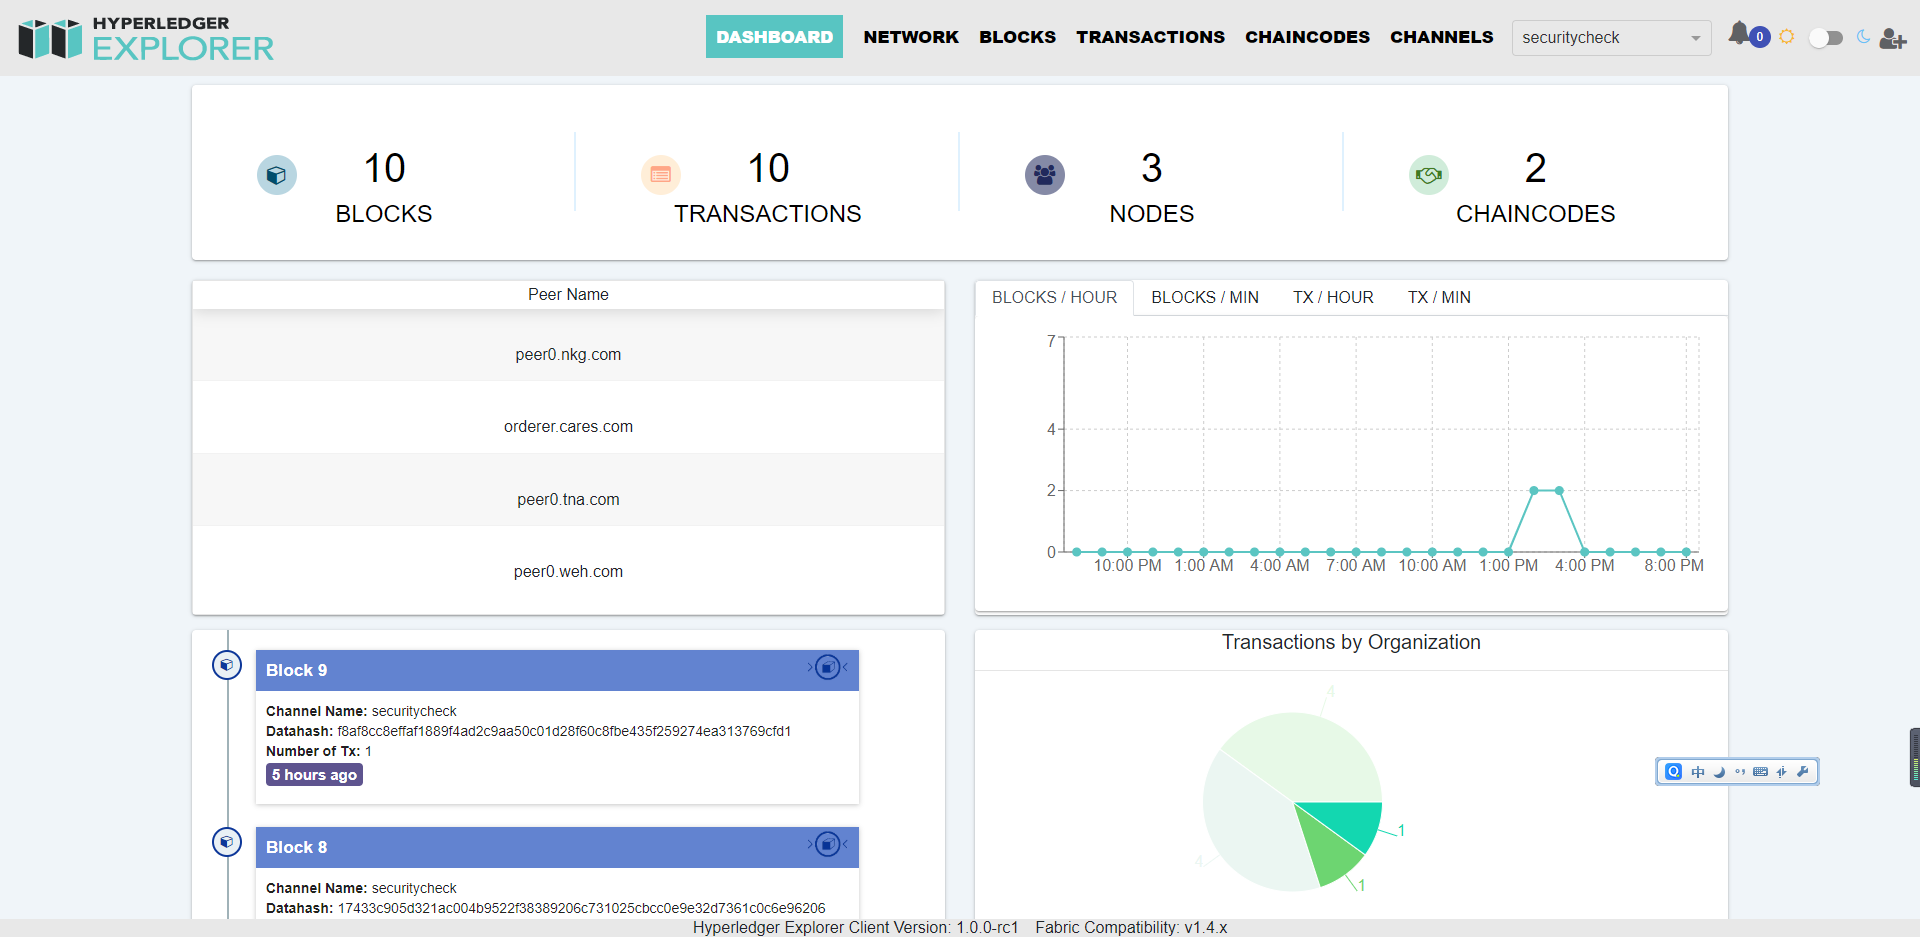 HYPERLEDGER
EXPLORER
DASHBOARD NETWORK BLOCKS TRANSACTIONS CHAINCODES CHANNELS securitycheck 0
10 10 3 2
BLOCKS TRANSACTIONS NODES CHAINCODES
Peer Name
peer0.nkg.com
orderer.cares.com
peer0.tna.com
peer0.weh.com
BLOCKS / HOUR BLOCKS / MIN TX / HOUR TX / MIN
7
4
2
0
10:00 PM 1:00 AM 4:00 AM 7:00 AM 10:00 AM 1:00 PM 4:00 PM 8:00 PM
Block 9
Channel Name: securitycheck
Datahash: f8af8cc8effaf1889f4ad2c9aa50c01d28f60c8fbe435f259274ea313769cfd1
Number of Tx: 1
5 hours ago
Block 8
Channel Name: securitycheck
Datahash: 17433c905d321ac004b9522f38389206c731025cbcc0e9e32d7361c0c6e96206
Transactions by Organization
4
1
4
1
中
Hyperledger Explorer Client Version: 1.0.0-rc1 Fabric Compatibility: v1.4.x